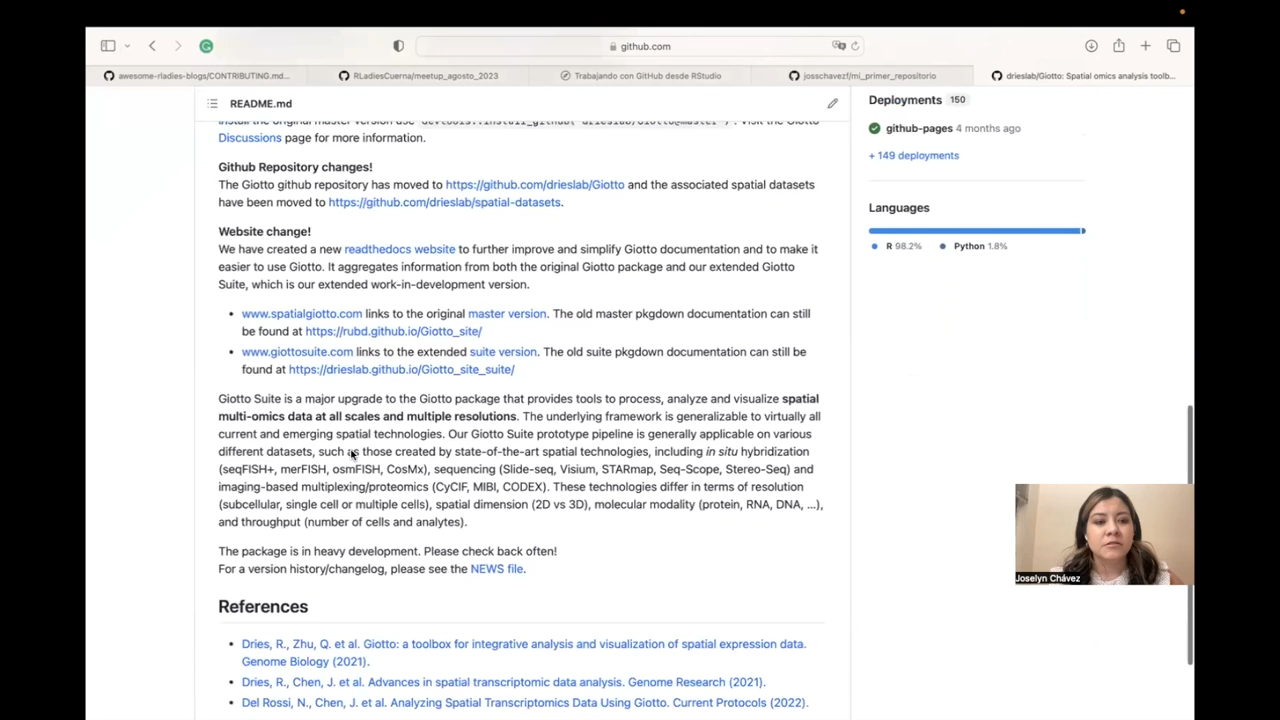 github.com
awesome-rladies-blogs/CONTRIBUTING.md...
RLadiesCuerna/meetup_agosto_2023
Trabajando con GitHub desde RStudio
josschavezf/mi_primer_repositorio
drieslab/Giotto: Spatial omics analysis toolb...
README.md
Discussions page for more information.
Github Repository changes!
The Giotto github repository has moved to https://github.com/drieslab/Giotto and the associated spatial datasets
have been moved to https://github.com/drieslab/spatial-datasets.
Website change!
We have created a new readthedocs website to further improve and simplify Giotto documentation and to make it
easier to use Giotto. It aggregates information from both the original Giotto package and our extended Giotto
Suite, which is our extended work-in-development version.
• www.spatialgiotto.com links to the original master version. The old master pkgdown documentation can still
be found at https://rubd.github.io/Giotto_site/
• www.giottosuite.com links to the extended suite version. The old suite pkgdown documentation can still be
found at https://drieslab.github.io/Giotto_site_suite/
Giotto Suite is a major upgrade to the Giotto package that provides tools to process, analyze and visualize spatial
multi-omics data at all scales and multiple resolutions. The underlying framework is generalizable to virtually all
current and emerging spatial technologies. Our Giotto Suite prototype pipeline is generally applicable on various
different datasets, such as those created by state-of-the-art spatial technologies, including in situ hybridization
(seqFISH+, merFISH, osmFISH, CosMx), sequencing (Slide-seq, Visium, STARmap, Seq-Scope, Stereo-Seq) and
imaging-based multiplexing/proteomics (CyCIF, MIBI, CODEX). These technologies differ in terms of resolution
(subcellular, single cell or multiple cells), spatial dimension (2D vs 3D), molecular modality (protein, RNA, DNA, ...),
and throughput (number of cells and analytes).
The package is in heavy development. Please check back often!
For a version history/changelog, please see the NEWS file.
References
• Dries, R., Zhu, Q. et al. Giotto: a toolbox for integrative analysis and visualization of spatial expression data.
Genome Biology (2021).
• Dries, R., Chen, J. et al. Advances in spatial transcriptomic data analysis. Genome Research (2021).
• Del Rossi, N., Chen, J. et al. Analyzing Spatial Transcriptomics Data Using Giotto. Current Protocols (2022).
Deployments 150
github-pages 4 months ago
+ 149 deployments
Languages
R 98.2% Python 1.8%
Joselyn Chávez